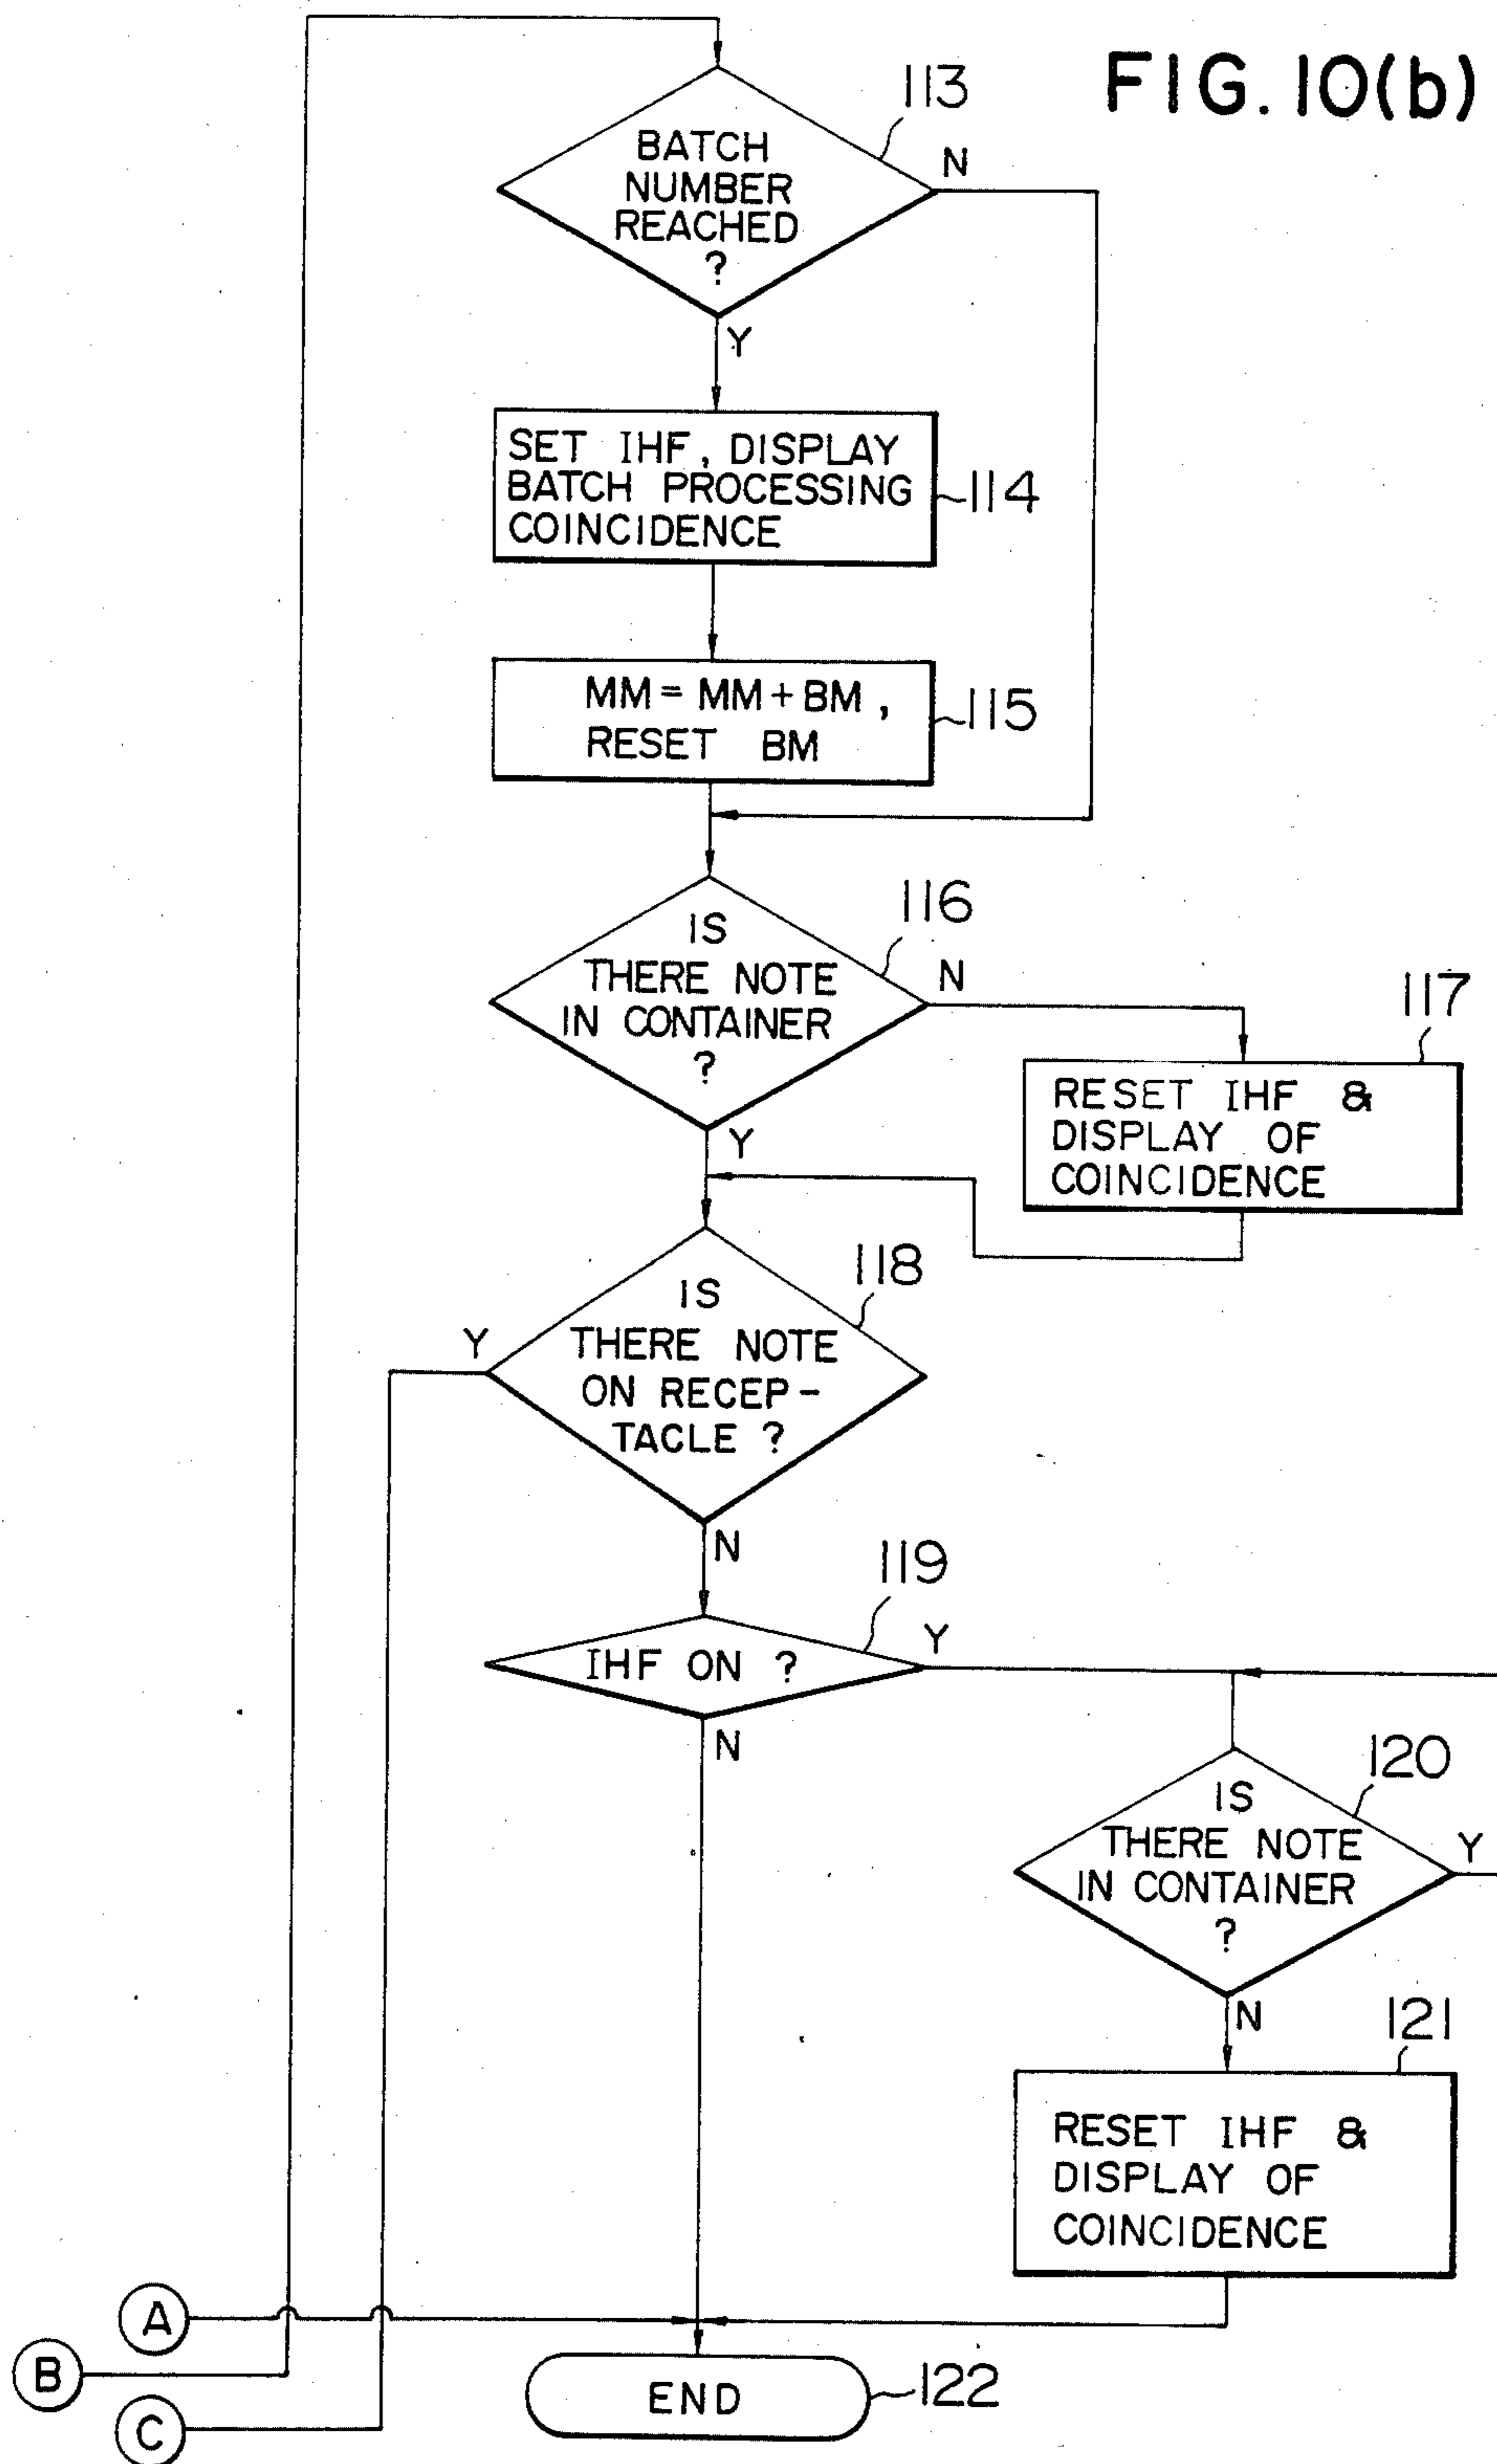 FIG. 10(b)
113
BATCH
NUMBER
REACHED
?
N
Y
SET IHF, DISPLAY
BATCH PROCESSING
COINCIDENCE
114
MM = MM + BM ,
RESET BM
115
IS
THERE NOTE
IN CONTAINER
?
116
N
Y
117
RESET IHF &
DISPLAY OF
COINCIDENCE
118
IS
THERE NOTE
ON RECEP-
TACLE ?
Y
N
119
IHF ON ?
Y
N
120
IS
THERE NOTE
IN CONTAINER
?
Y
N
121
RESET IHF &
DISPLAY OF
COINCIDENCE
A
B
C
END
122